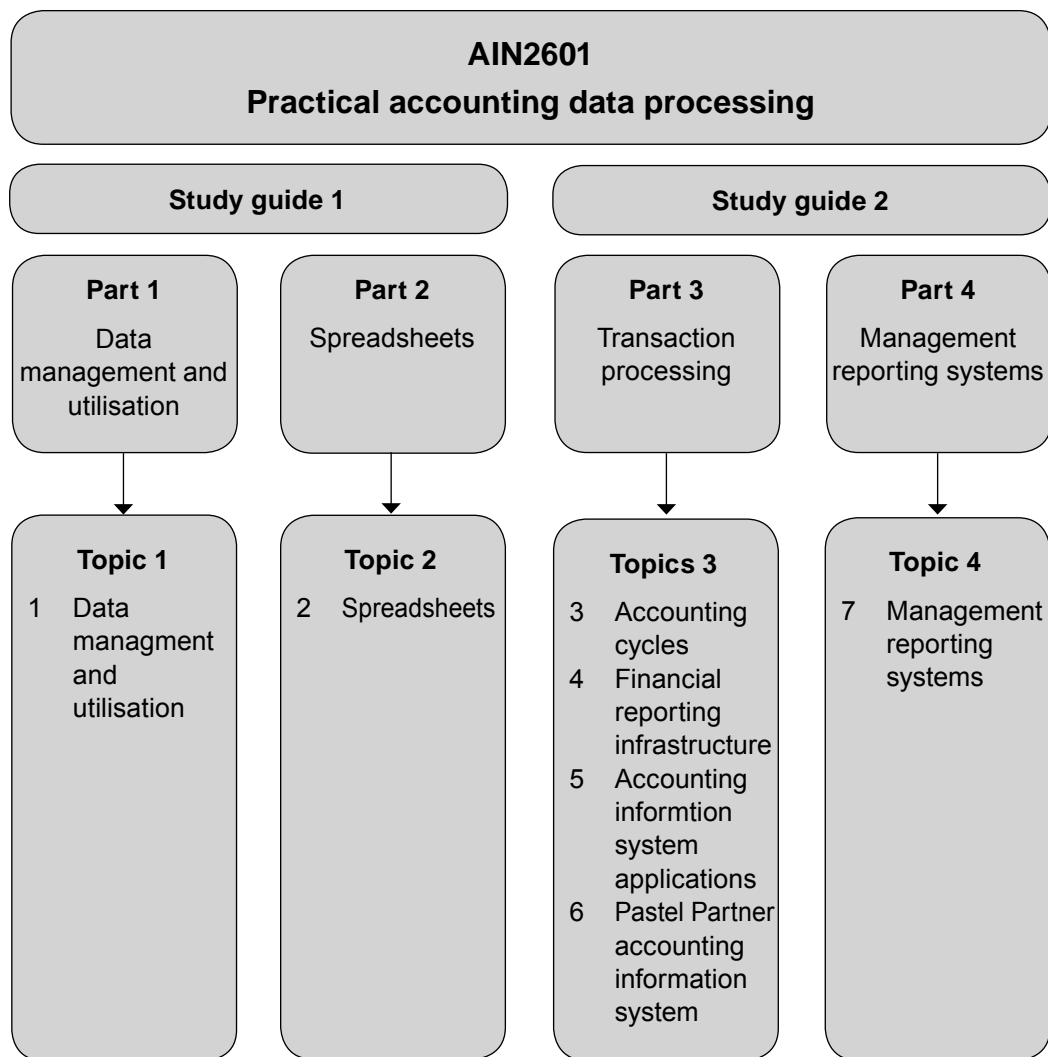 AIN2601
Practical accounting data processing
Study guide 1
Study guide 2
Part 1
Data
management and
utilisation
Part 2
Spreadsheets
Part 3
Transaction
processing
Part 4
Management
reporting systems
Topic 1
1 Data
managment
and
utilisation
Topic 2
2 Spreadsheets
Topics 3
3 Accounting
cycles
4 Financial
reporting
infrastructure
5 Accounting
informtion
system
applications
6 Pastel Partner
accounting
information
system
Topic 4
7 Management
reporting
systems